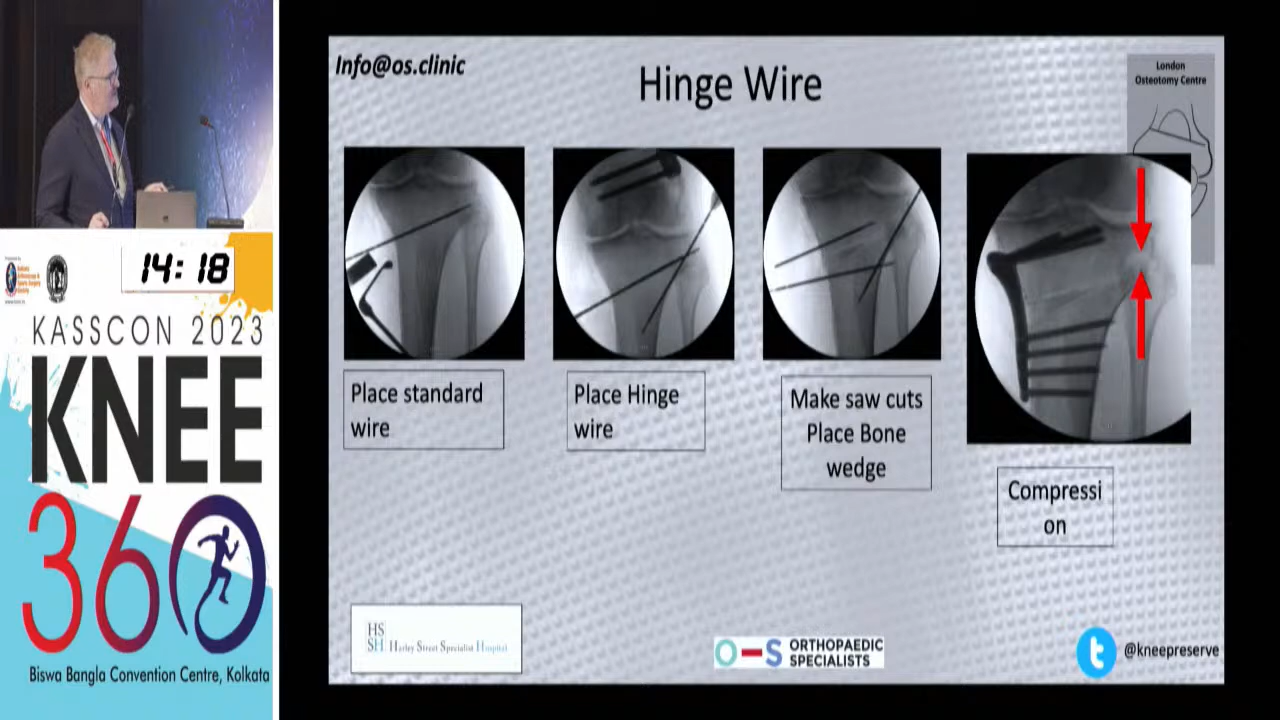 Info@os.clinic
Hinge Wire
London
Osteotomy Centre
Place standard
wire
Place Hinge
wire
Make saw cuts
Place Bone
wedge
Compressi
on
HS
SH Harley Street Specialist Hospital
O-S ORTHOPAEDIC
SPECIALISTS
@kneepreserve
14:18
KASSCON 2023
KNEE
360
Biswa Bangla Convention Centre, Kolkata